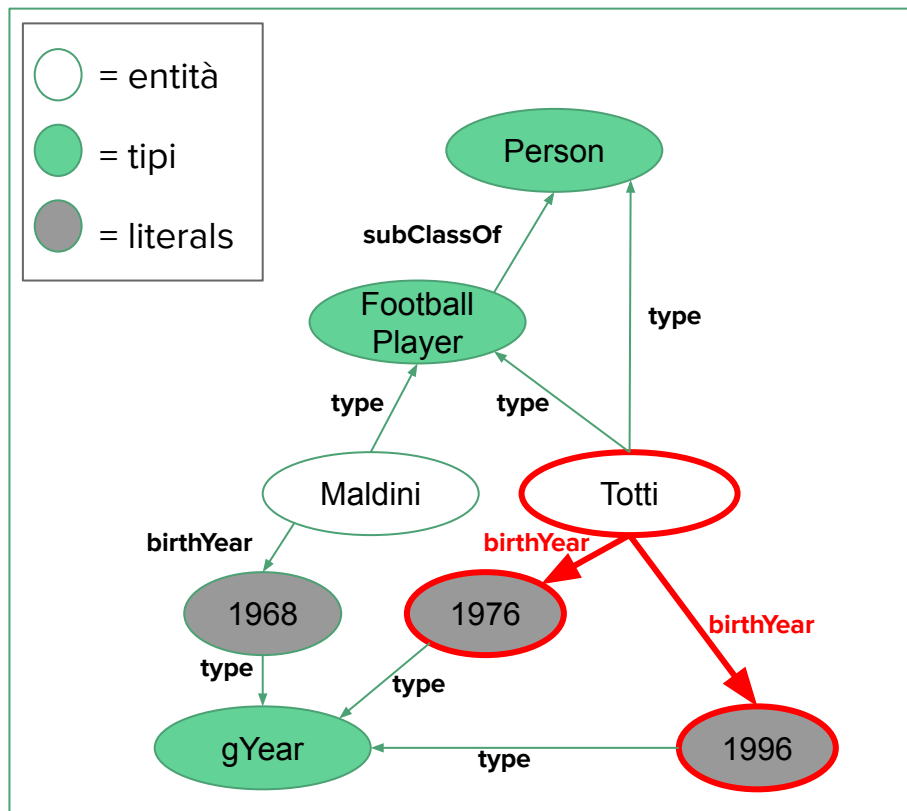 = entità
= tipi
= literals
Person
subClassOf
Football
Player
type
type
type
Maldini
Totti
birthYear
birthYear
1968
1976
birthYear
type
type
gYear
type
1996